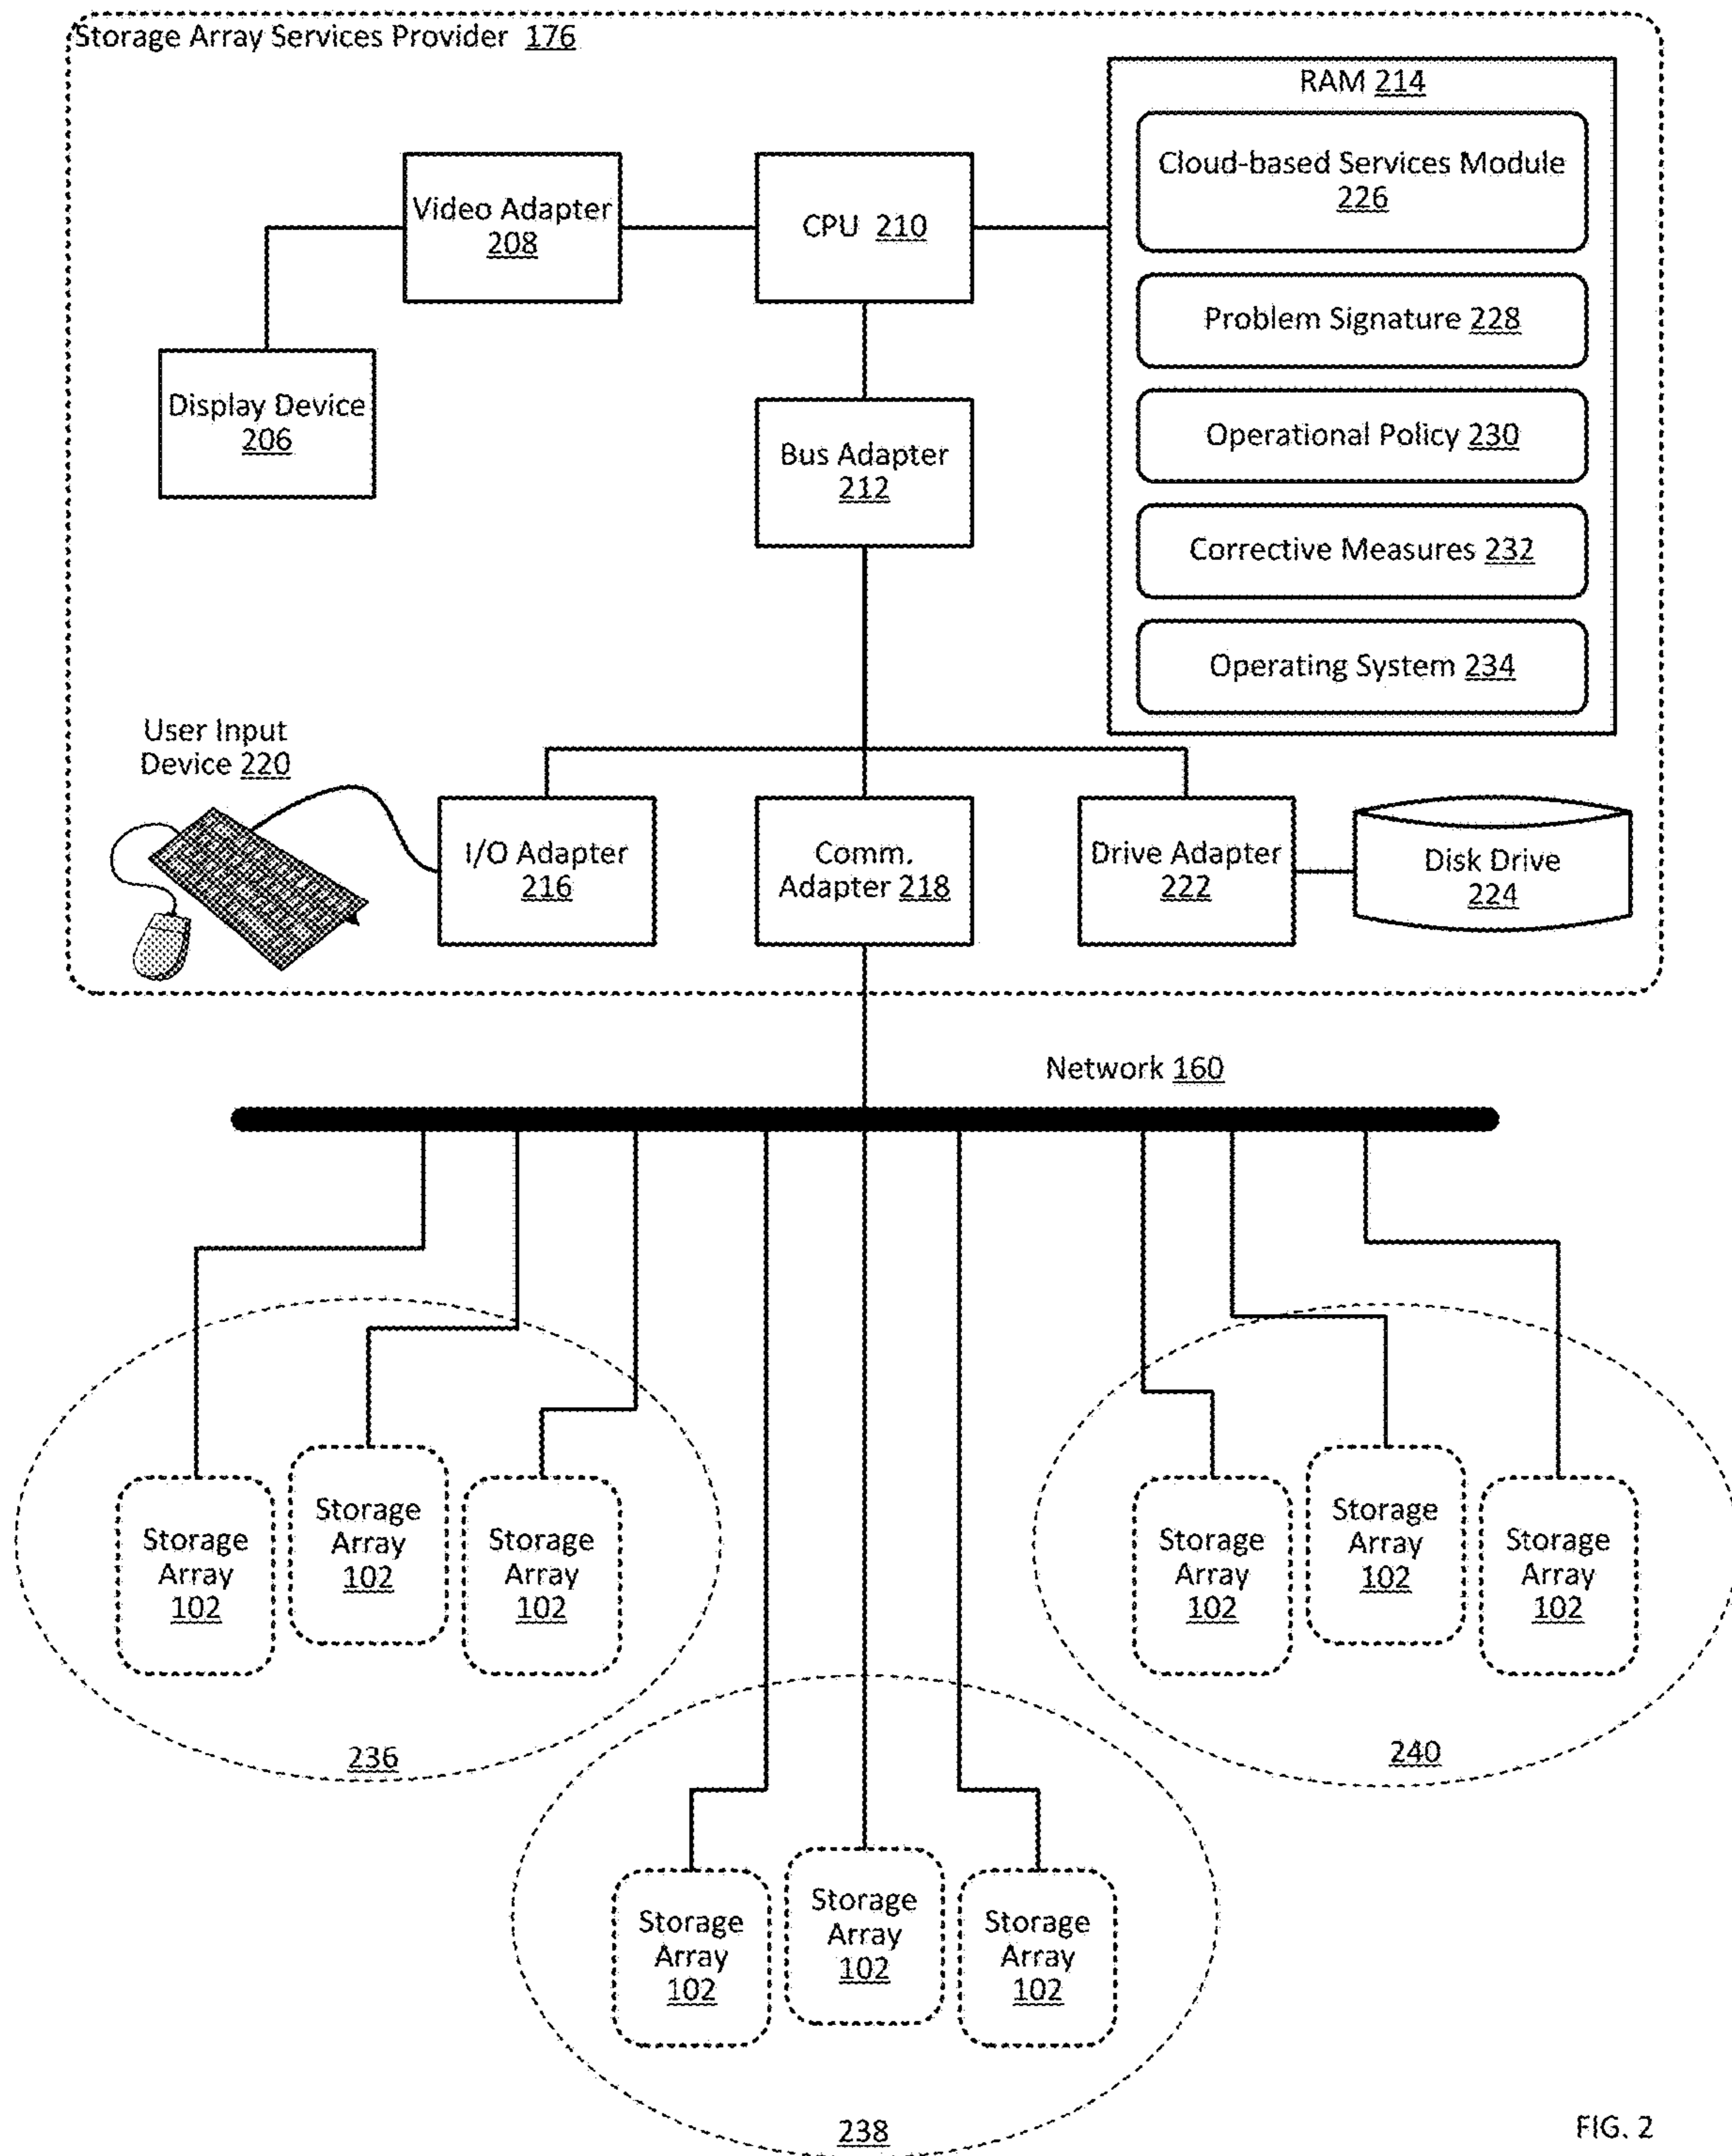 Storage Array Services Provider 176
RAM 214
Cloud-based Services Module
226
Video Adapter
208
CPU 210
Problem Signature 228
Display Device
206
Operational Policy 230
Bus Adapter
212
Corrective Measures 232
Operating System 234
User Input
Device 220
I/O Adapter
216
Comm.
Adapter 218
Drive Adapter
222
Disk Drive
224
Network 160
Storage
Array
102
Storage
Array
102
Storage
Array
102
236
Storage
Array
102
Storage
Array
102
Storage
Array
102
240
Storage
Array
102
Storage
Array
102
Storage
Array
102
238
FIG. 2